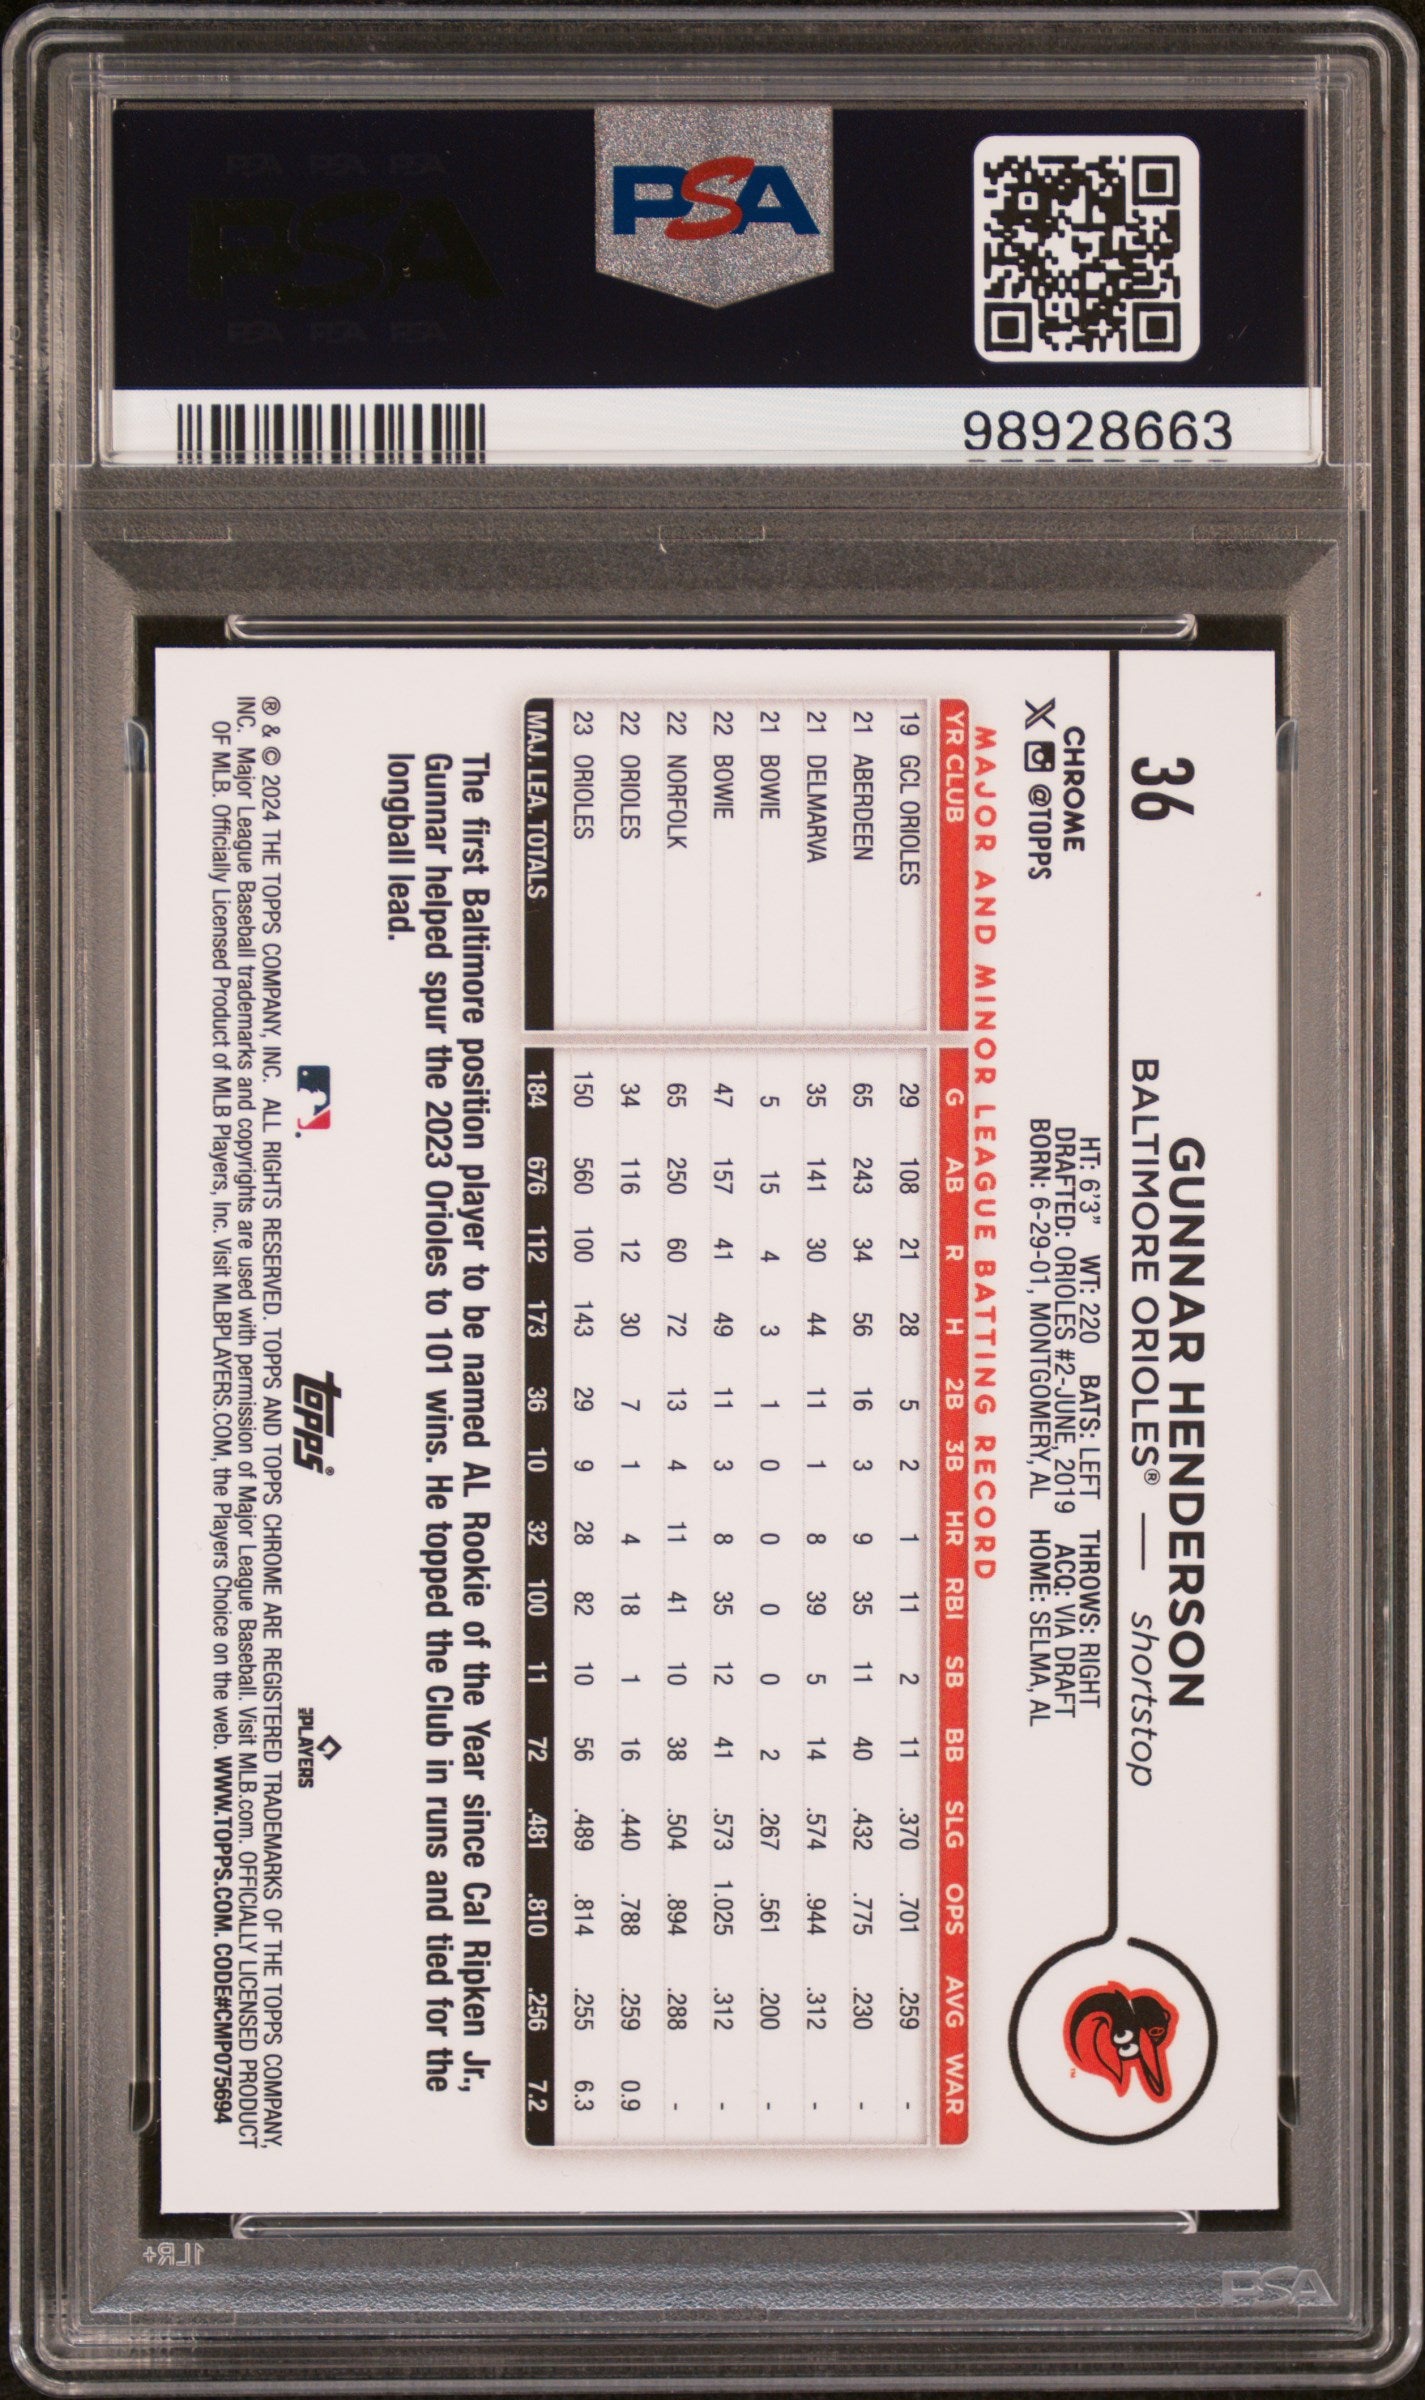 PSA PSA PSA
PSA
PSA PSA PSA
PSA
98928663
36
GUNNAR HENDERSON
BALTIMORE ORIOLES® — shortstop
CHROME
X @TOPPS
HT: 6'3" WT: 220 BATS: LEFT THROWS: RIGHT
DRAFTED: ORIOLES #2-JUNE, 2019 ACQ: VIA DRAFT
BORN: 6-29-01, MONTGOMERY, AL HOME: SELMA, AL
TM
MAJOR AND MINOR LEAGUE BATTING RECORD
YR CLUB G AB R H 2B 3B HR RBI SB BB SLG OPS AVG WAR
19 GCL ORIOLES 29 108 21 28 5 2 1 11 2 11 .370 .701 .259 -
21 ABERDEEN 65 243 34 56 16 3 9 35 11 40 .432 .775 .230 -
21 DELMARVA 35 141 30 44 11 1 8 39 5 14 .574 .944 .312 -
21 BOWIE 5 15 4 3 1 0 0 0 0 2 .267 .561 .200 -
22 BOWIE 47 157 41 49 11 3 8 35 12 41 .573 1.025 .312 -
22 NORFOLK 65 250 60 72 13 4 11 41 10 38 .504 .894 .288 -
22 ORIOLES 34 116 12 30 7 1 4 18 1 16 .440 .788 .259 0.9
23 ORIOLES 150 560 100 143 29 9 28 82 10 56 .489 .814 .255 6.3
MAJ. LEA. TOTALS 184 676 112 173 36 10 32 100 11 72 .481 .810 .256 7.2
The first Baltimore position player to be named AL Rookie of the Year since Cal Ripken Jr.,
Gunnar helped spur the 2023 Orioles to 101 wins. He topped the Club in runs and tied for the
longball lead.
topps®
THE PLAYERS
® & © 2024 THE TOPPS COMPANY, INC. ALL RIGHTS RESERVED. TOPPS AND TOPPS CHROME ARE REGISTERED TRADEMARKS OF THE TOPPS COMPANY,
INC. Major League Baseball trademarks and copyrights are used with permission of Major League Baseball. Visit MLB.com. OFFICIALLY LICENSED PRODUCT
OF MLB. Officially Licensed Product of MLB Players, Inc. Visit MLBPLAYERS.COM, the Players Choice on the web. WWW.TOPPS.COM. CODE#CMP075694
1LR+
PSA